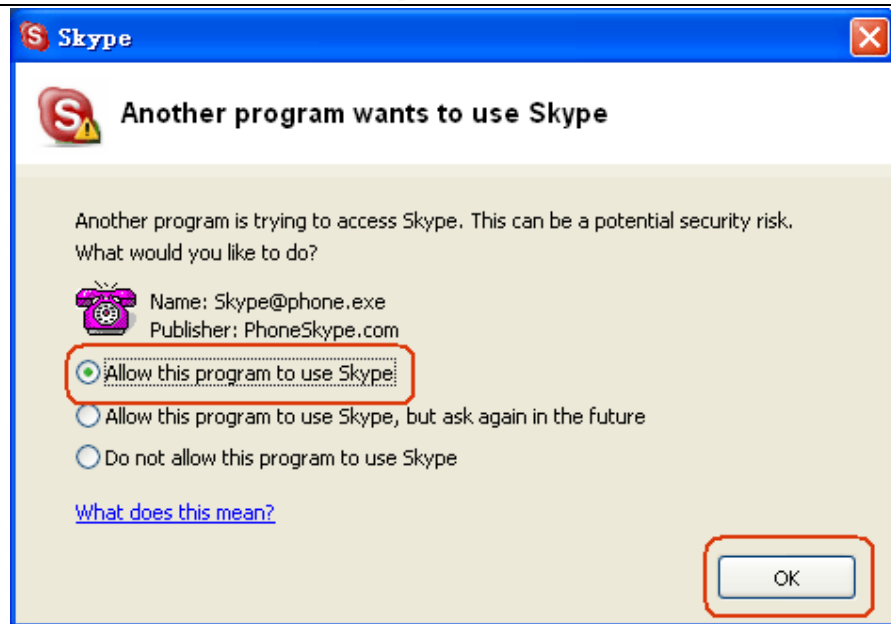 Skype
Another program wants to use Skype
Another program is trying to access Skype. This can be a potential security risk.
What would you like to do?
Name: Skype@phone.exe
Publisher: PhoneSkype.com
Allow this program to use Skype
Allow this program to use Skype, but ask again in the future
Do not allow this program to use Skype
What does this mean?
OK